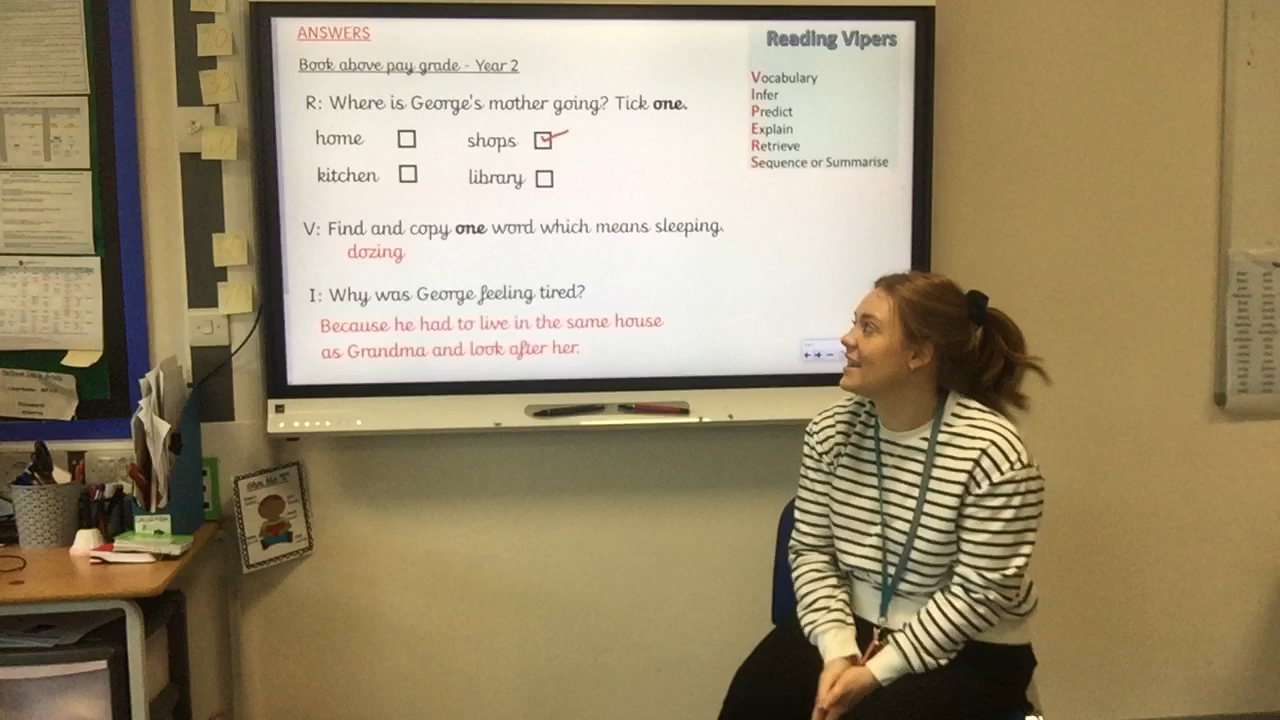 ANSWERS
Book above pay grade - Year 2
R: Where is George's mother going? Tick one.
home shops
kitchen library
V: Find and copy one word which means sleeping.
dozing
I: Why was George feeling tired?
Because he had to live in the same house
as Grandma and look after her.
Reading Vipers
Vocabulary
Infer
Predict
Explain
Retrieve
Sequence or Summarise